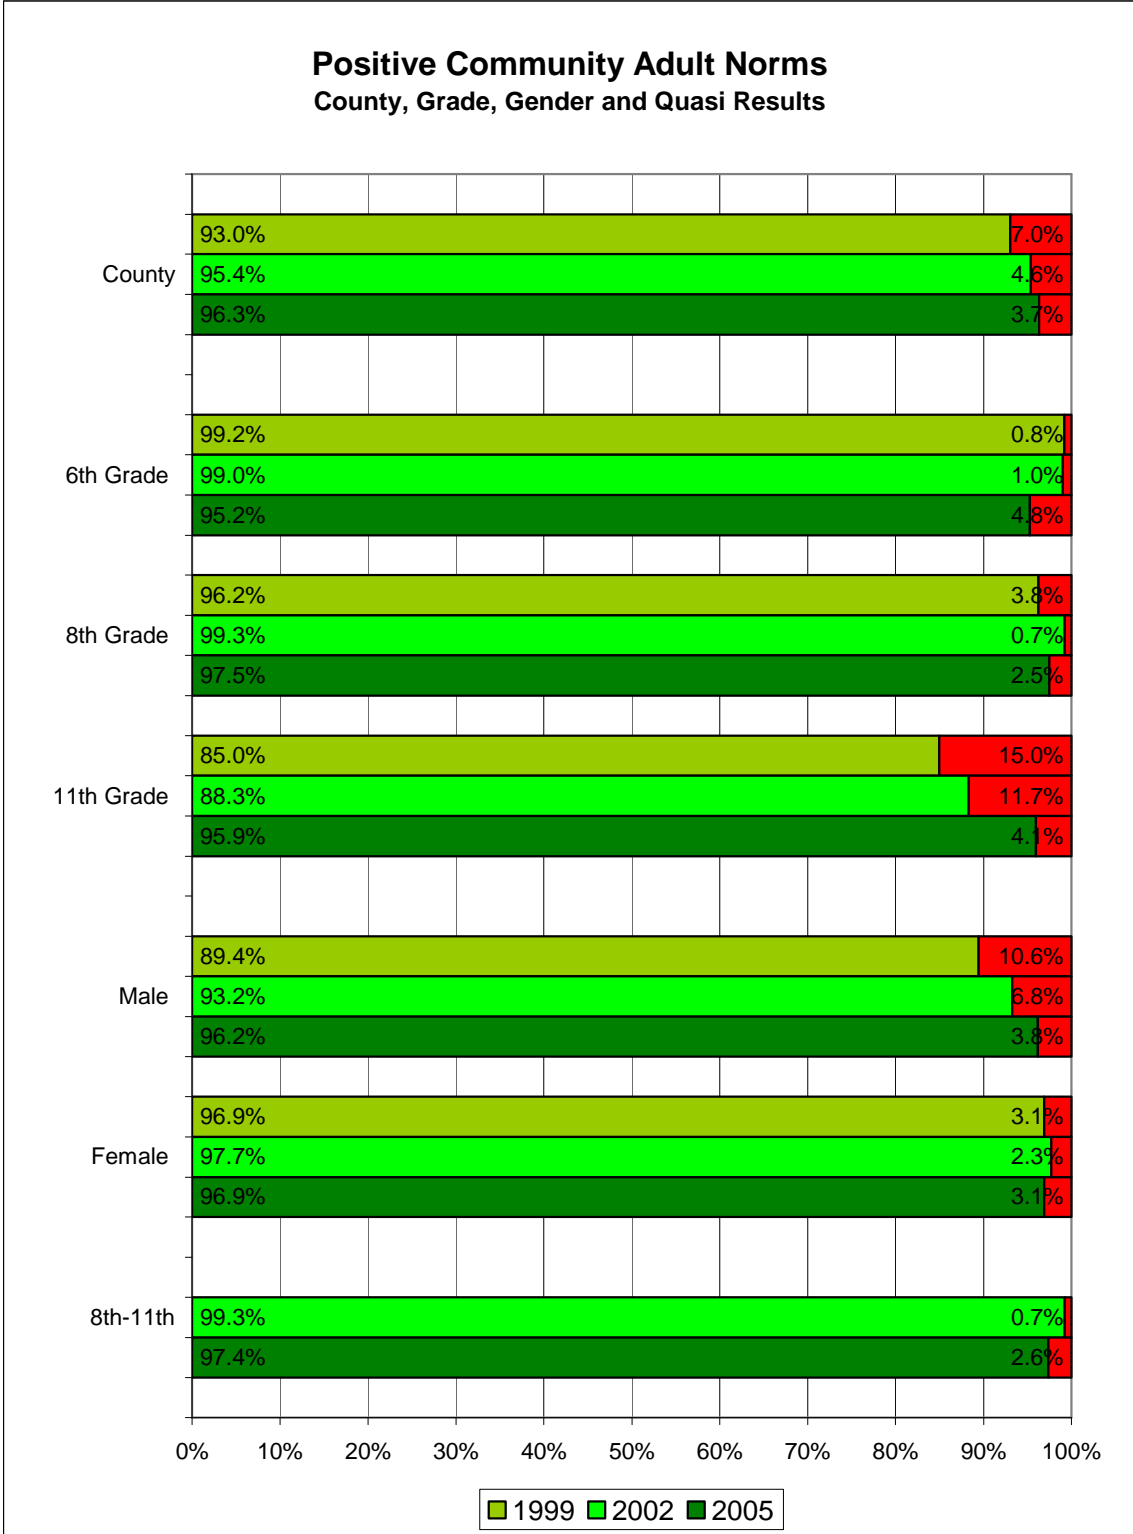 Positive Community Adult Norms
County, Grade, Gender and Quasi Results
93.0% 7.0%
County 95.4% 4.6%
96.3% 3.7%
99.2% 0.8%
6th Grade 99.0% 1.0%
95.2% 4.8%
96.2% 3.8%
8th Grade 99.3% 0.7%
97.5% 2.5%
85.0% 15.0%
11th Grade 88.3% 11.7%
95.9% 4.1%
89.4% 10.6%
Male 93.2% 6.8%
96.2% 3.8%
96.9% 3.1%
Female 97.7% 2.3%
96.9% 3.1%
8th-11th 99.3% 0.7%
97.4% 2.6%
0% 10% 20% 30% 40% 50% 60% 70% 80% 90% 100%
1999 2002 2005